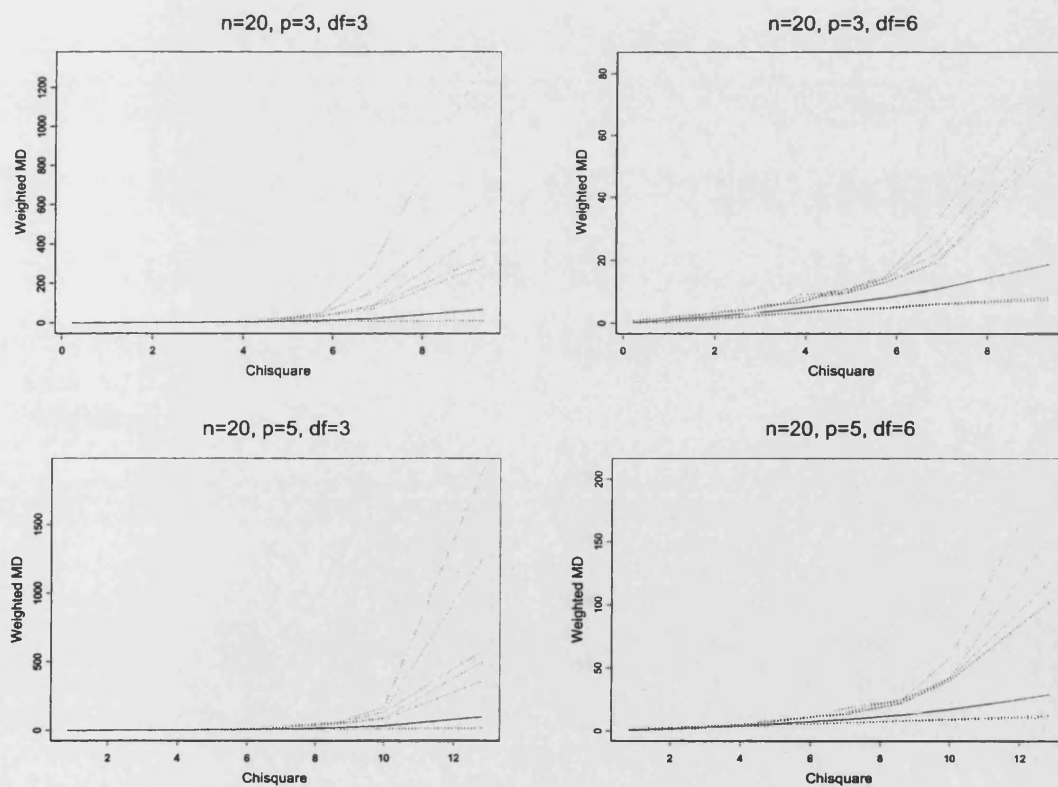 n=20, p=3, df=3
Weighted MD
0 200 400 600 800 1000 1200
0 2 4 6 8
Chisquare
n=20, p=3, df=6
Weighted MD
0 20 40 60 80
0 2 4 6 8
Chisquare
n=20, p=5, df=3
Weighted MD
0 500 1000 1500
2 4 6 8 10 12
Chisquare
n=20, p=5, df=6
Weighted MD
0 50 100 150 200
2 4 6 8 10 12
Chisquare